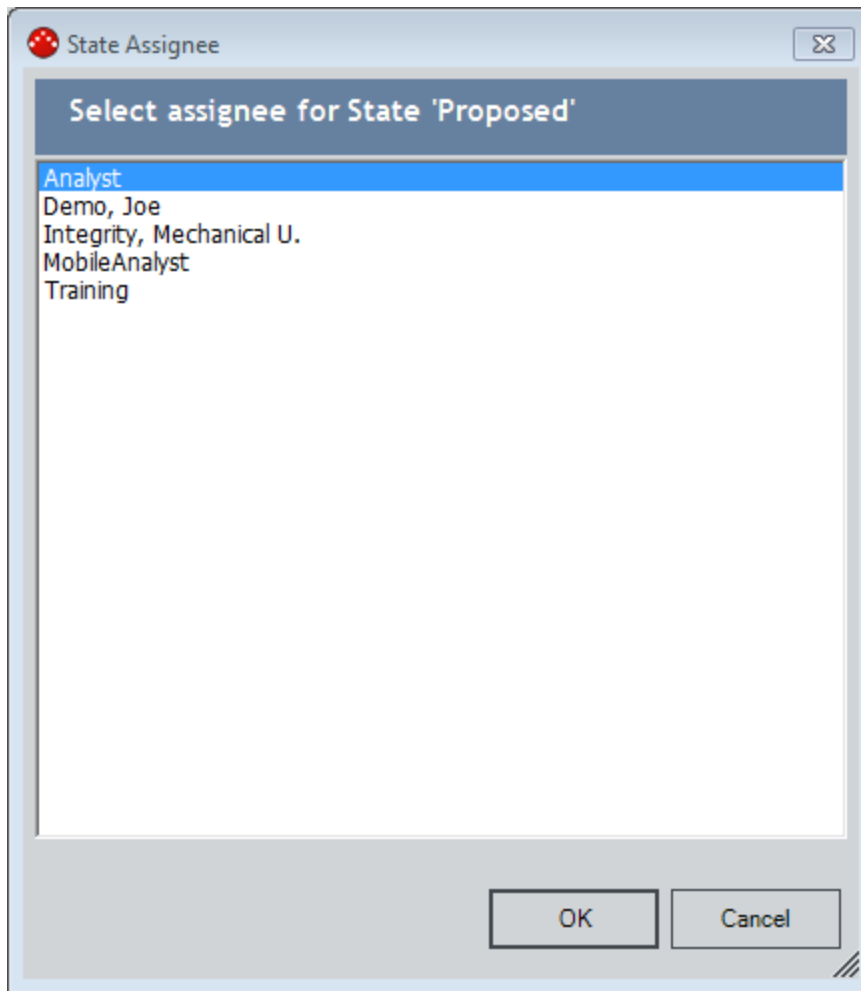 State Assignee
Select assignee for State 'Proposed'
Analyst
Demo, Joe
Integrity, Mechanical U.
MobileAnalyst
Training
OK
Cancel